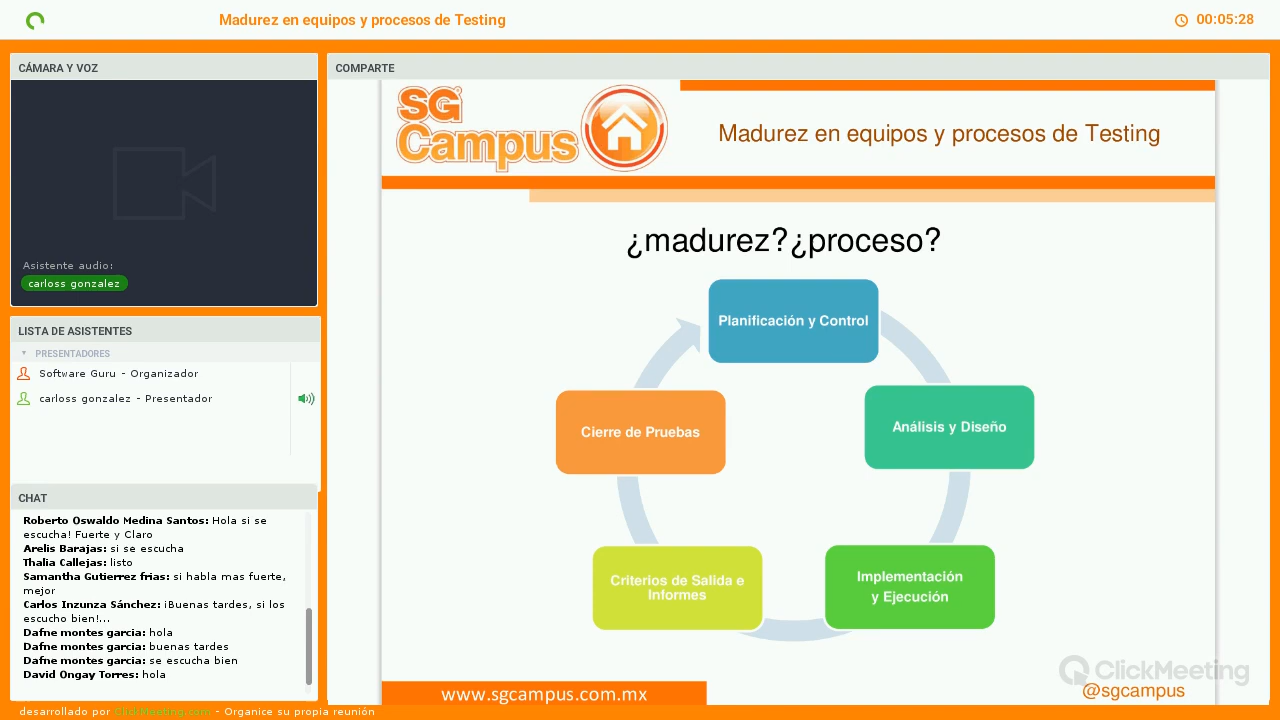 Madurez en equipos y procesos de Testing
00:05:28
CÁMARA Y VOZ
Asistente audio:
carloss gonzalez
LISTA DE ASISTENTES
PRESENTADORES
Software Guru - Organizador
carloss gonzalez - Presentador
CHAT
Roberto Oswaldo Medina Santos: Hola si se
escucha! Fuerte y Claro
Arelis Barajas: si se escucha
Thalia Callejas: listo
Samantha Gutierrez frias: si habla mas fuerte,
mejor
Carlos Inzunza Sánchez: ¡Buenas tardes, si los
escucho bien!...
Dafne montes garcia: hola
Dafne montes garcia: buenas tardes
Dafne montes garcia: se escucha bien
David Ongay Torres: hola
desarrollado por ClickMeeting.com - Organice su propia reunión
COMPARTE
SG
Campus
Madurez en equipos y procesos de Testing
¿madurez?¿proceso?
Planificación y Control
Análisis y Diseño
Implementación
y Ejecución
Criterios de Salida e
Informes
Cierre de Pruebas
www.sgcampus.com.mx
ClickMeeting
@sgcampus